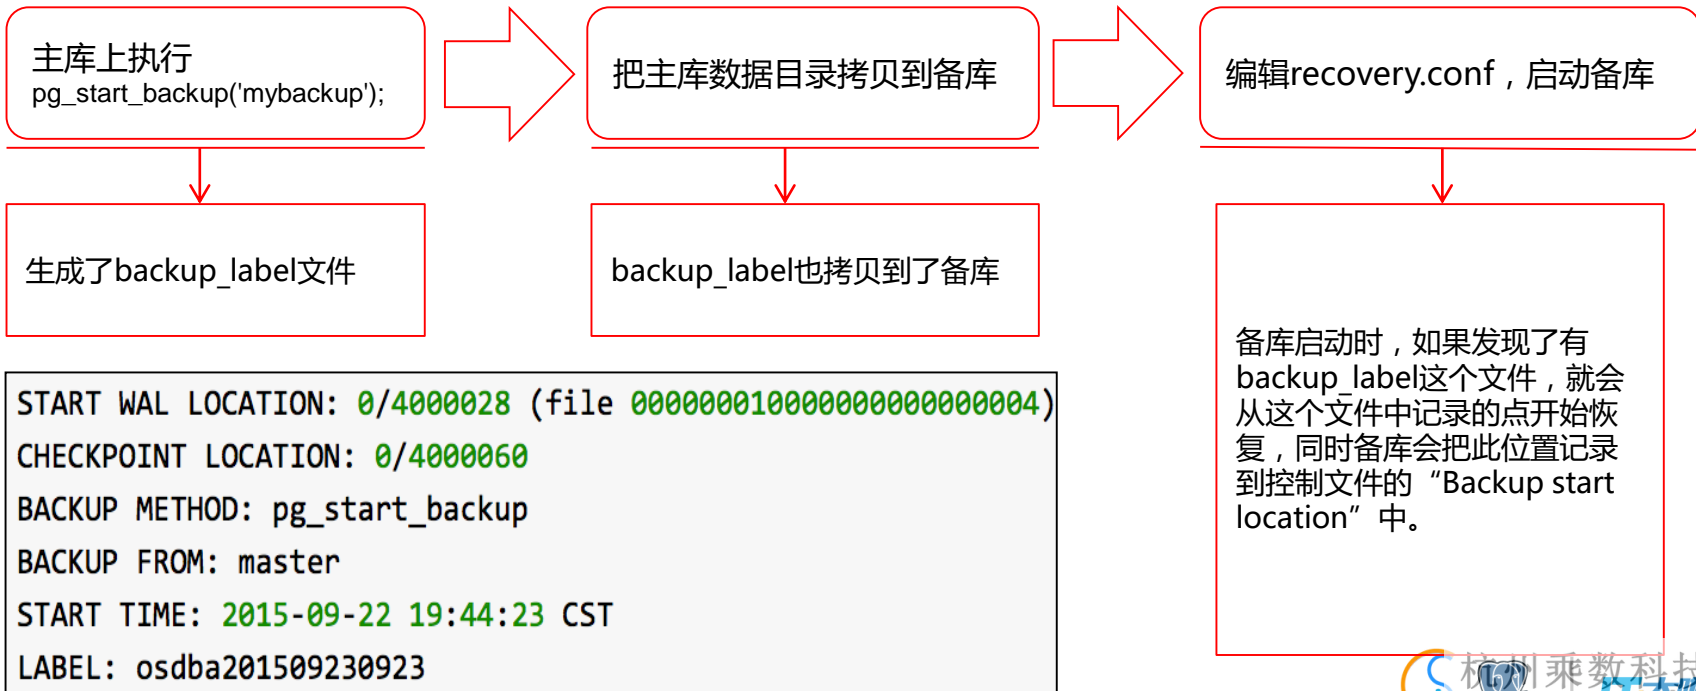 主库上执行
pg_start_backup('mybackup');
把主库数据目录拷贝到备库
编辑recovery.conf，启动备库
生成了backup_label文件
backup_label也拷贝到了备库
备库启动时，如果发现了有
backup_label这个文件，就会
从这个文件中记录的点开始恢
复，同时备库会把此位置记录
到控制文件的“Backup start
location”中。
START WAL LOCATION: 0/4000028 (file 000000010000000000000004)
CHECKPOINT LOCATION: 0/4000060
BACKUP METHOD: pg_start_backup
BACKUP FROM: master
START TIME: 2015-09-22 19:44:23 CST
LABEL: osdba201509230923
杭州乘数科技